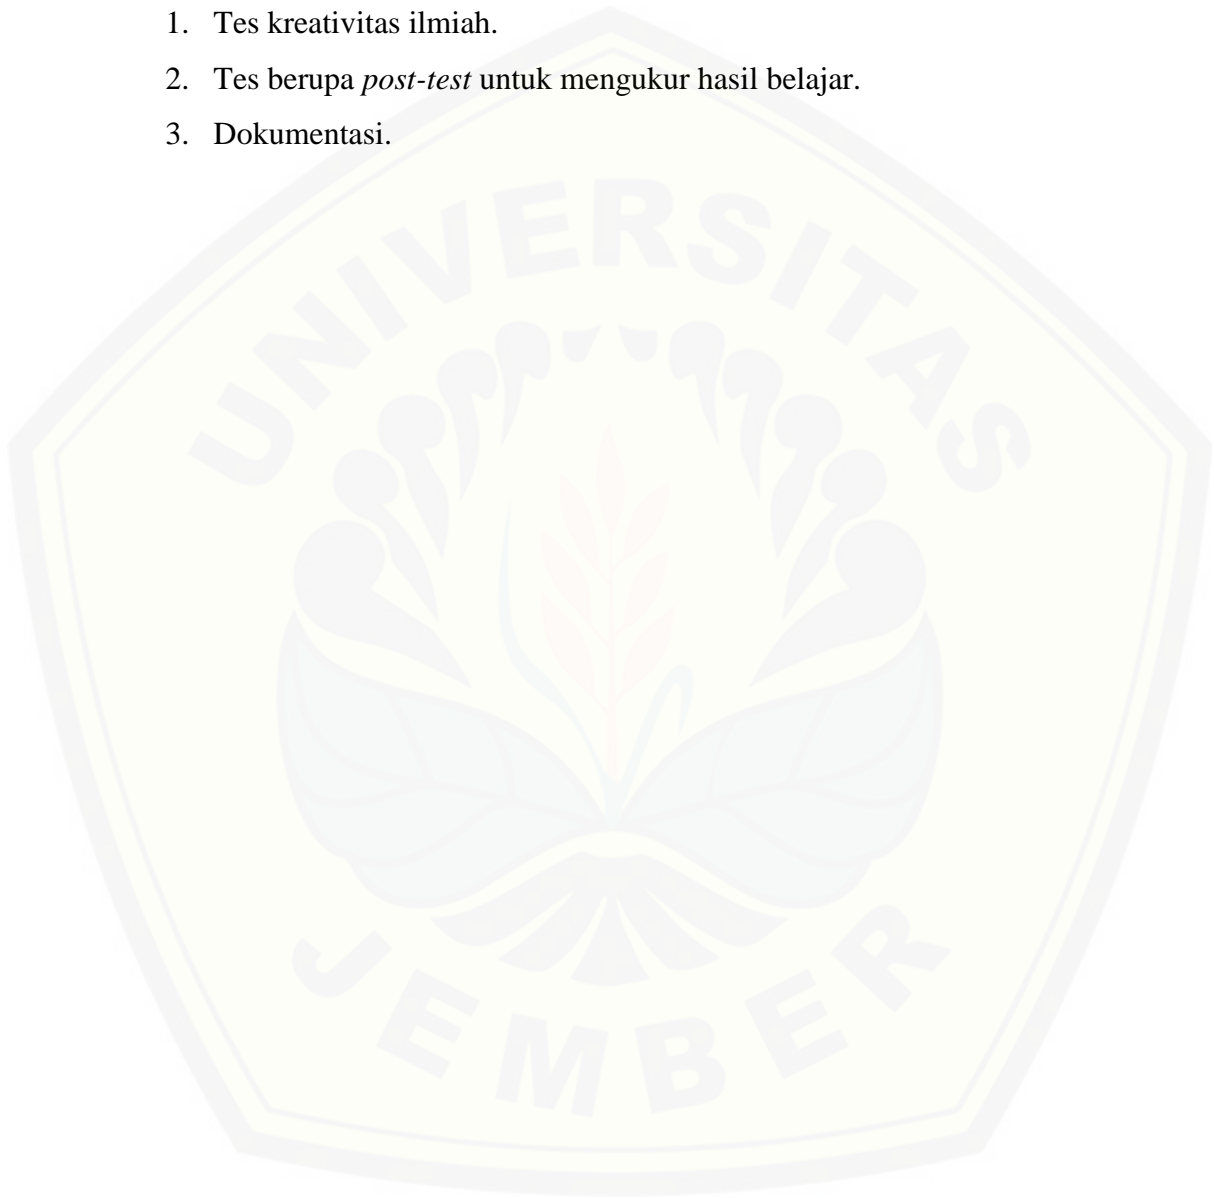 1. Tes kreativitas ilmiah.
2. Tes berupa post-test untuk mengukur hasil belajar.
3. Dokumentasi.
UNIVERSITAS
JEMBER